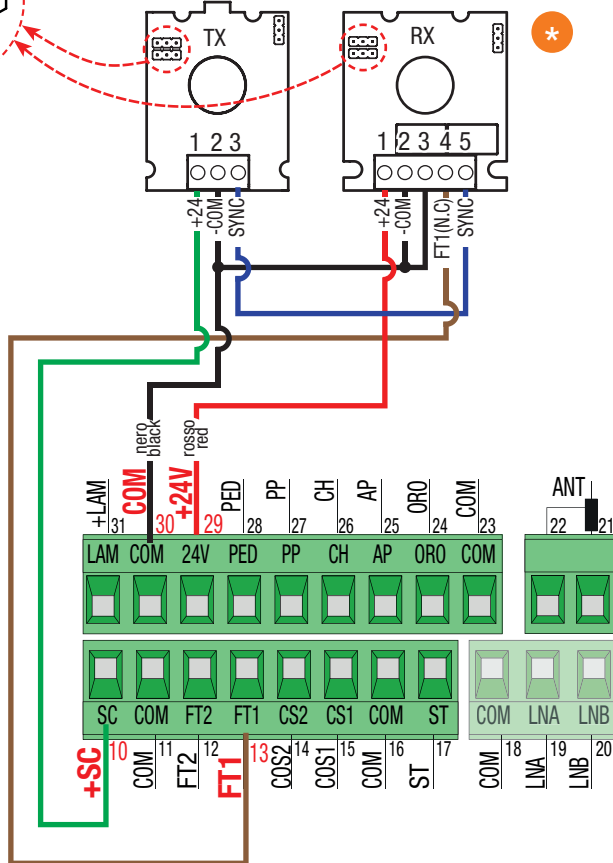 TX
RX
*
1 2 3
1 2 3 4 5
+24
-COM
SYNC
+24
-COM
FT1(N.C)
SYNC
nero
black
rosso
red
+LAM
COM
+24V
PED
PP
CH
AP
ORO
COM
ANT
31 30 29 28 27 26 25 24 23 22 21
LAM COM 24V PED PP CH AP ORO COM
SC COM FT2 FT1 CS2 CS1 COM ST COM LNA LNB
10 11 12 13 14 15 16 17 18 19 20
+SC
COM
FT2
FT1
COS2
COS1
COM
ST
COM
LNA
LNB